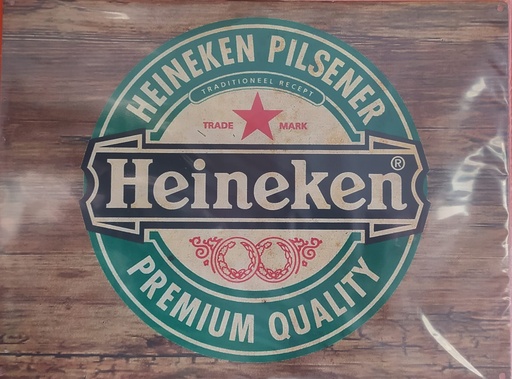 HEINEKEN PILSENER
TRADITIONEEL RECEPT
TRADE MARK
Heineken®
PREMIUM QUALITY